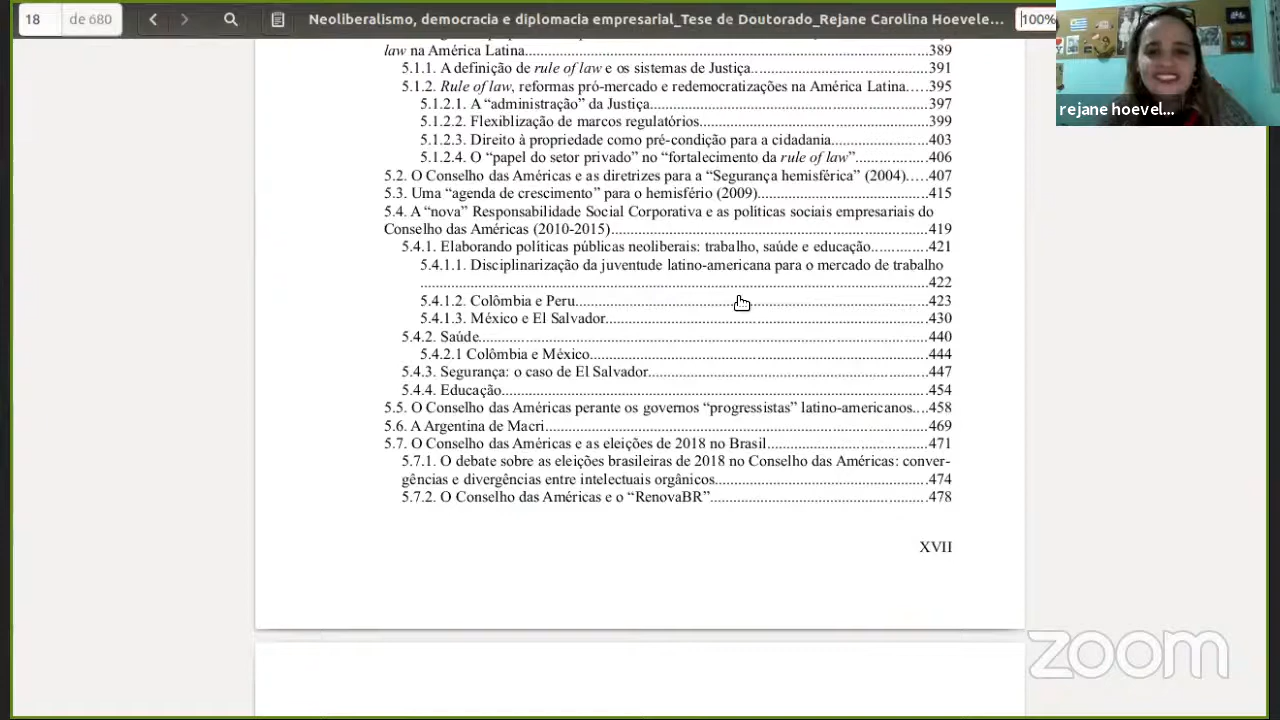 18 de 680 Neoliberalismo, democracia e diplomacia empresarial_Tese de Doutorado_Rejane Carolina Hoevele... 100%
rejane hoevel...
law na América Latina.....389
5.1.1. A definição de rule of law e os sistemas de Justiça.....391
5.1.2. Rule of law, reformas pró-mercado e redemocratizações na América Latina.....395
5.1.2.1. A “administração” da Justiça.....397
5.1.2.2. Flexiblização de marcos regulatórios.....399
5.1.2.3. Direito à propriedade como pré-condição para a cidadania.....403
5.1.2.4. O “papel do setor privado” no “fortalecimento da rule of law”.....406
5.2. O Conselho das Américas e as diretrizes para a “Segurança hemisférica” (2004).....407
5.3. Uma “agenda de crescimento” para o hemisfério (2009).....415
5.4. A “nova” Responsabilidade Social Corporativa e as políticas sociais empresariais do
Conselho das Américas (2010-2015).....419
5.4.1. Elaborando políticas públicas neoliberais: trabalho, saúde e educação.....421
5.4.1.1. Disciplinarização da juventude latino-americana para o mercado de trabalho
.....422
5.4.1.2. Colômbia e Peru.....423
5.4.1.3. México e El Salvador.....430
5.4.2. Saúde.....440
5.4.2.1 Colômbia e México.....444
5.4.3. Segurança: o caso de El Salvador.....447
5.4.4. Educação.....454
5.5. O Conselho das Américas perante os governos “progressistas” latino-americanos....458
5.6. A Argentina de Macri.....469
5.7. O Conselho das Américas e as eleições de 2018 no Brasil.....471
5.7.1. O debate sobre as eleições brasileiras de 2018 no Conselho das Américas: conver-
gências e divergências entre intelectuais orgânicos.....474
5.7.2. O Conselho das Américas e o “RenovaBR”.....478
XVII
zoom